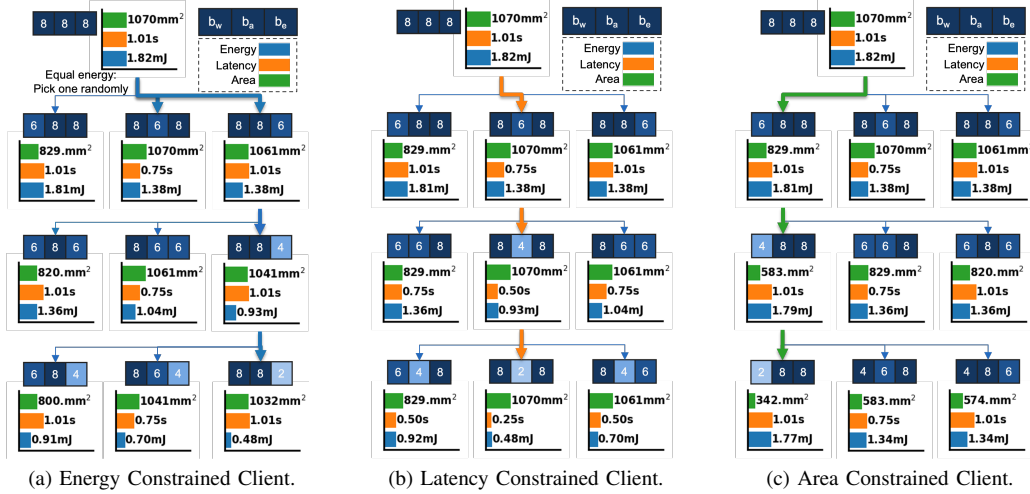 8 8 8
1070mm²
1.01s
1.82mJ
b_w b_a b_e
Energy
Latency
Area
Equal energy:
Pick one randomly
6 8 8
829.mm²
1.01s
1.81mJ
8 6 8
1070mm²
0.75s
1.38mJ
8 8 6
1061mm²
1.01s
1.38mJ
6 8 6
820.mm²
1.01s
1.36mJ
8 6 6
1061mm²
0.75s
1.04mJ
8 8 4
1041mm²
1.01s
0.93mJ
6 8 4
800.mm²
1.01s
0.91mJ
8 6 4
1041mm²
0.75s
0.70mJ
8 8 2
1032mm²
1.01s
0.48mJ
(a) Energy Constrained Client.
8 8 8
1070mm²
1.01s
1.82mJ
b_w b_a b_e
Energy
Latency
Area
6 8 8
829.mm²
1.01s
1.81mJ
8 6 8
1070mm²
0.75s
1.38mJ
8 8 6
1061mm²
1.01s
1.38mJ
6 6 8
829.mm²
0.75s
1.36mJ
8 4 8
1070mm²
0.50s
0.93mJ
8 6 6
1061mm²
0.75s
1.04mJ
6 4 8
829.mm²
0.50s
0.92mJ
8 2 8
1070mm²
0.25s
0.48mJ
8 4 6
1061mm²
0.50s
0.70mJ
(b) Latency Constrained Client.
8 8 8
1070mm²
1.01s
1.82mJ
b_w b_a b_e
Energy
Latency
Area
6 8 8
829.mm²
1.01s
1.81mJ
8 6 8
1070mm²
0.75s
1.38mJ
8 8 6
1061mm²
1.01s
1.38mJ
4 8 8
583.mm²
1.01s
1.79mJ
6 6 8
829.mm²
0.75s
1.36mJ
6 8 6
820.mm²
1.01s
1.36mJ
2 8 8
342.mm²
1.01s
1.77mJ
4 6 8
583.mm²
0.75s
1.34mJ
4 8 6
574.mm²
1.01s
1.34mJ
(c) Area Constrained Client.